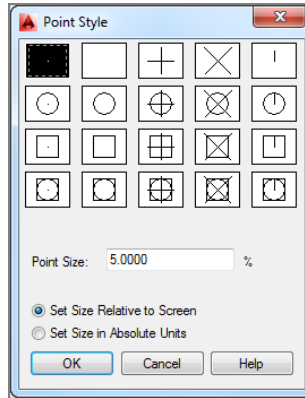 Point Style
Point Size: 5.0000 %
Set Size Relative to Screen
Set Size in Absolute Units
OK Cancel Help